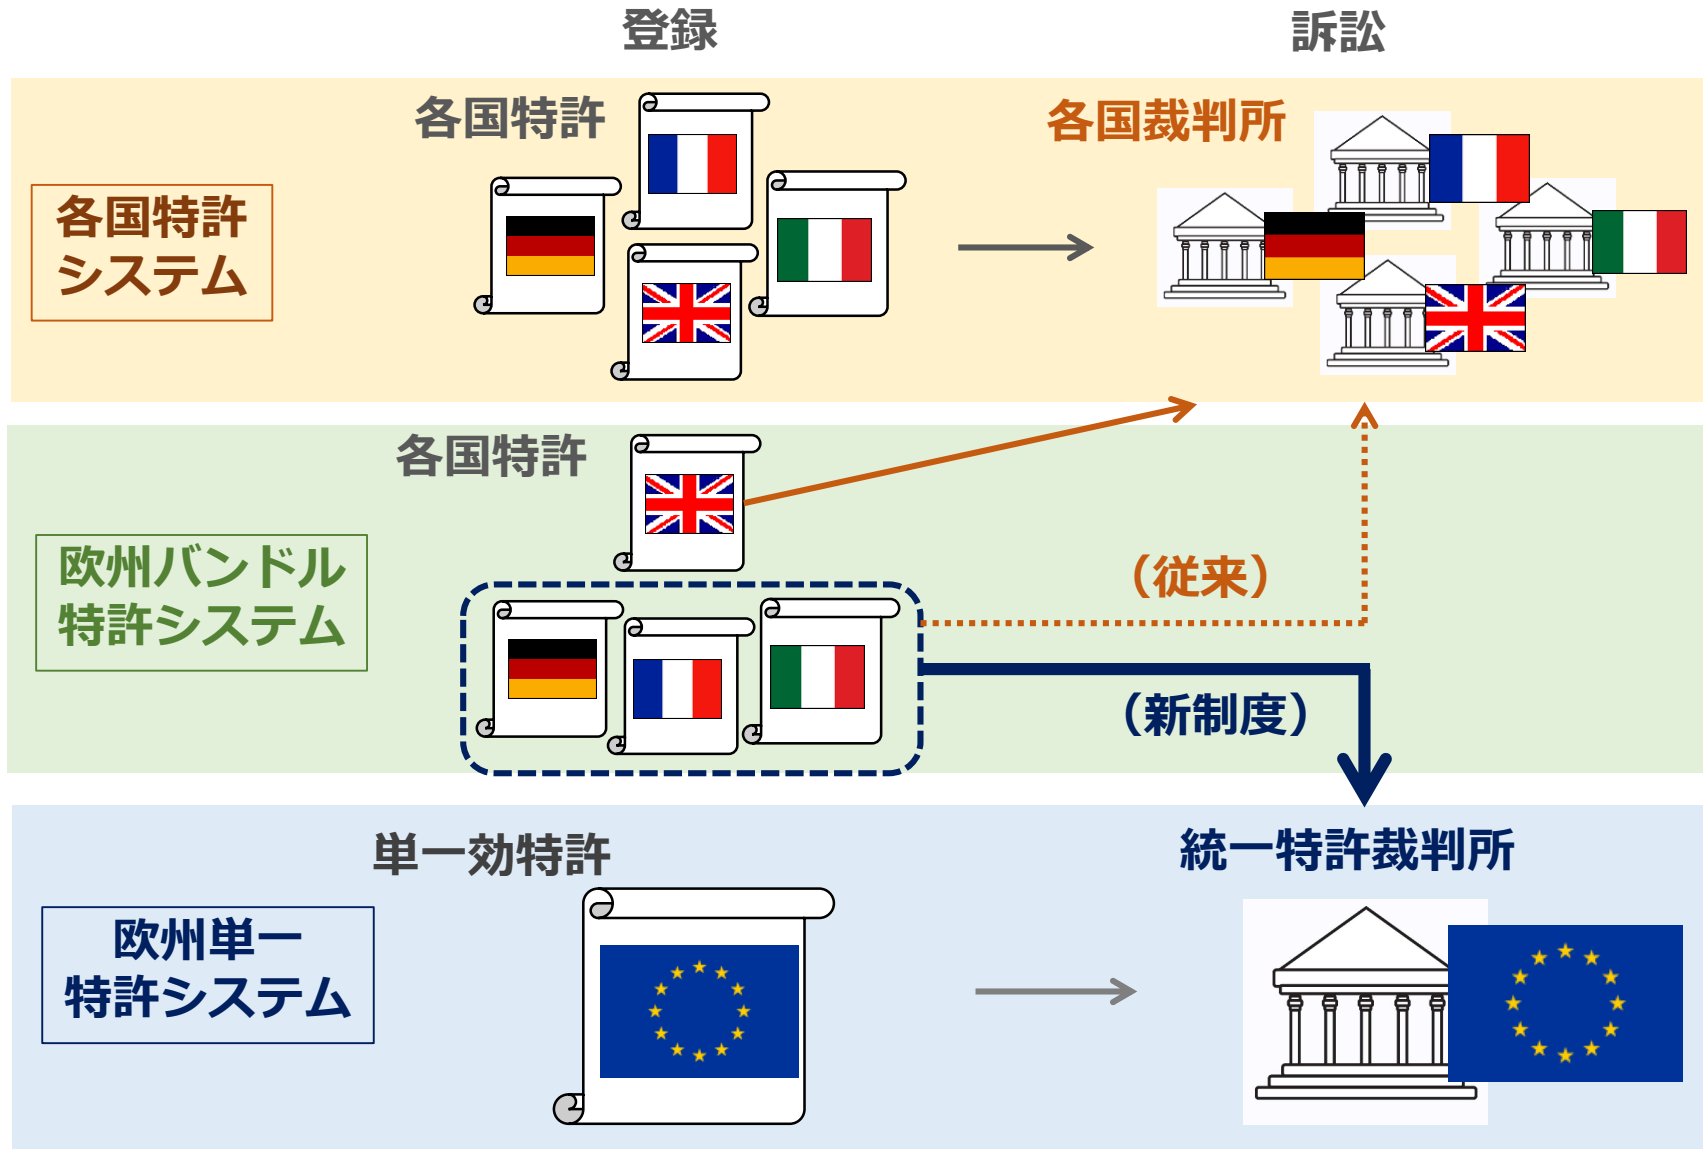 登録
訴訟
各国特許
各国裁判所
各国特許
システム
各国特許
欧州バンドル
特許システム
（従来）
（新制度）
単一効特許
統一特許裁判所
欧州単一
特許システム